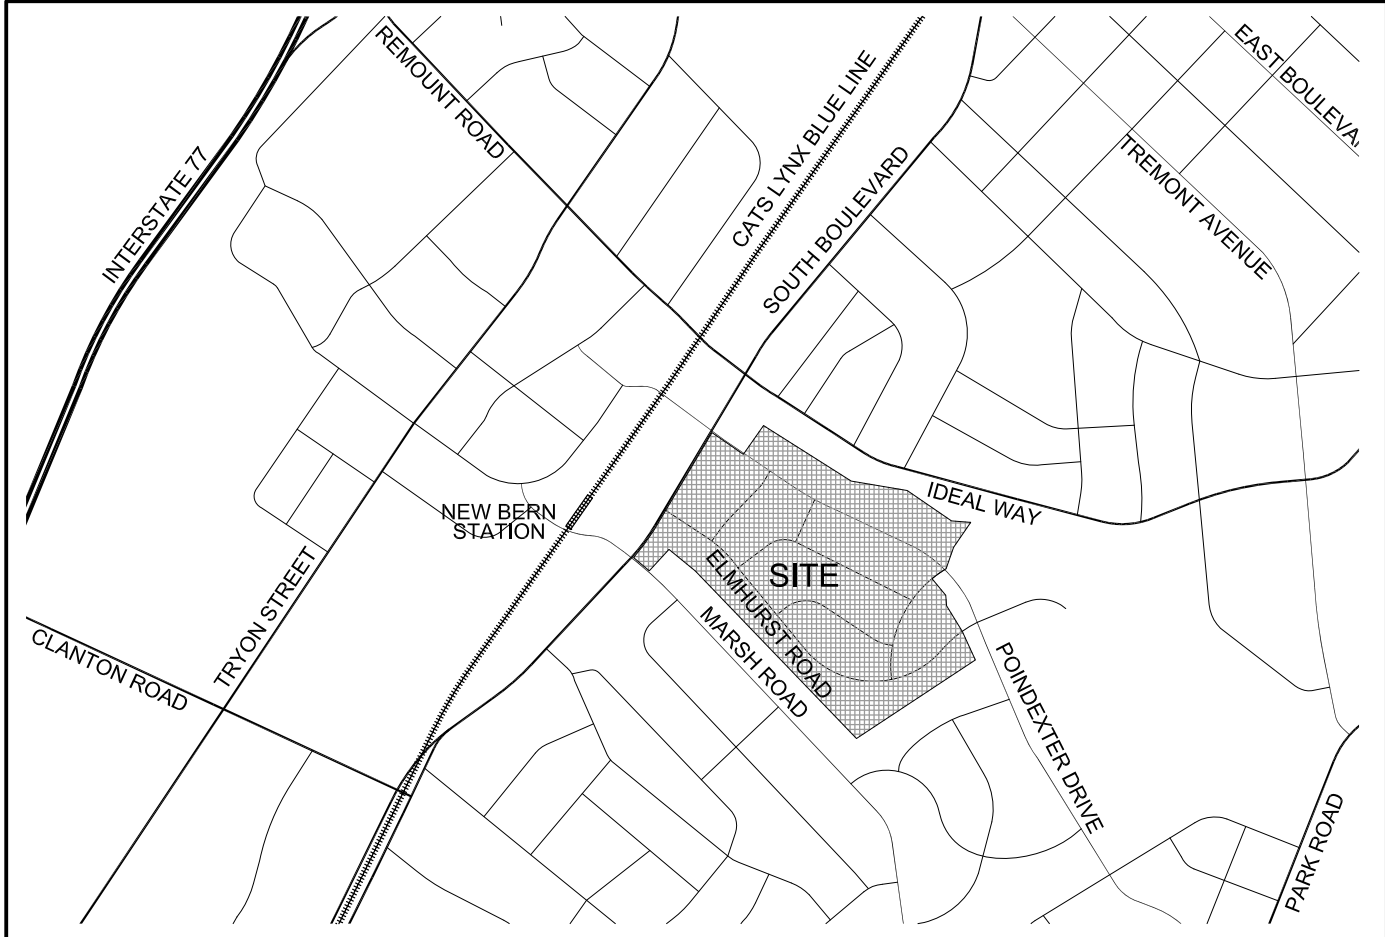 REMOUNT ROAD
EAST BOULEVA
INTERSTATE 77
CATS LYNX BLUE LINE
TREMONT AVENUE
SOUTH BOULEVARD
IDEAL WAY
NEW BERN
STATION
SITE
ELMHURST ROAD
MARSH ROAD
TRYON STREET
CLANTON ROAD
POINDEXTER DRIVE
PARK ROAD